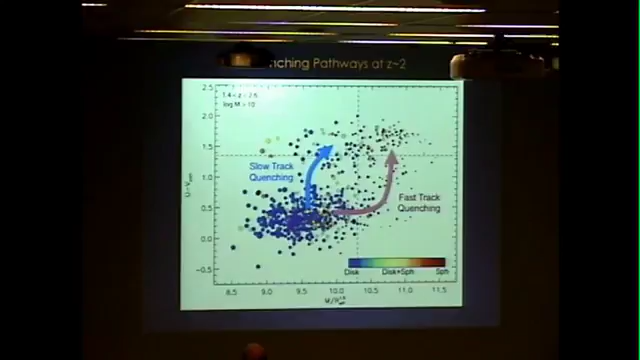 nching Pathways at z~2
1.4 < z < 2.6
log M > 10
2.5
2.0
1.5
1.0
0.5
0.0
-0.5
Slow Track
Quenching
Fast Track
Quenching
Disk
Disk+Sph
Sph
8.5
9.0
9.5
10.0
10.5
11.0
11.5